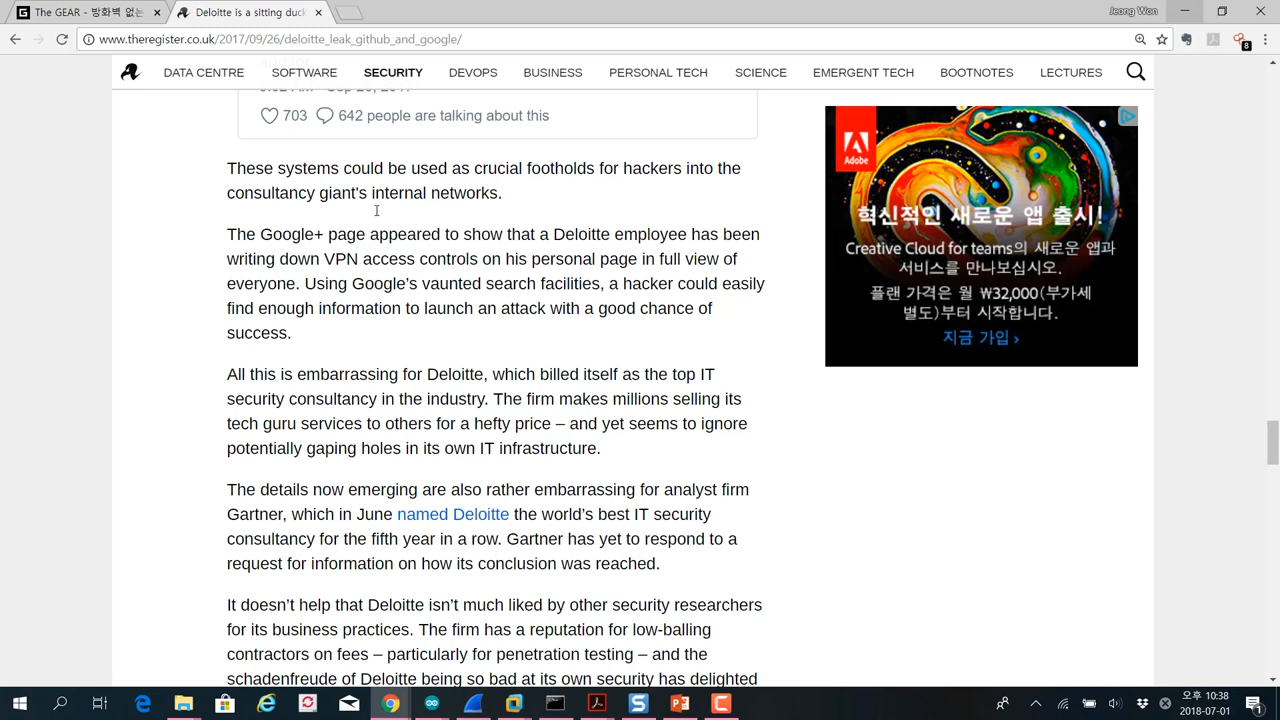 The GEAR - 방화벽 없는
Deloitte is a sitting duck
Jeong Won
www.theregister.co.uk/2017/09/26/deloitte_leak_github_and_google/
8
DATA CENTRE SOFTWARE SECURITY DEVOPS BUSINESS PERSONAL TECH SCIENCE EMERGENT TECH BOOTNOTES LECTURES
703 642 people are talking about this
These systems could be used as crucial footholds for hackers into the
consultancy giant's internal networks.
The Google+ page appeared to show that a Deloitte employee has been
writing down VPN access controls on his personal page in full view of
everyone. Using Google’s vaunted search facilities, a hacker could easily
find enough information to launch an attack with a good chance of
success.
All this is embarrassing for Deloitte, which billed itself as the top IT
security consultancy in the industry. The firm makes millions selling its
tech guru services to others for a hefty price – and yet seems to ignore
potentially gaping holes in its own IT infrastructure.
The details now emerging are also rather embarrassing for analyst firm
Gartner, which in June named Deloitte the world’s best IT security
consultancy for the fifth year in a row. Gartner has yet to respond to a
request for information on how its conclusion was reached.
It doesn’t help that Deloitte isn’t much liked by other security researchers
for its business practices. The firm has a reputation for low-balling
contractors on fees – particularly for penetration testing – and the
schadenfreude of Deloitte being so bad at its own security has delighted
Adobe
혁신적인 새로운 앱 출시!
Creative Cloud for teams의 새로운 앱과
서비스를 만나보십시오.
플랜 가격은 월 ₩32,000(부가세
별도)부터 시작합니다.
지금 가입 ›
오후 10:38
2018-07-01
1